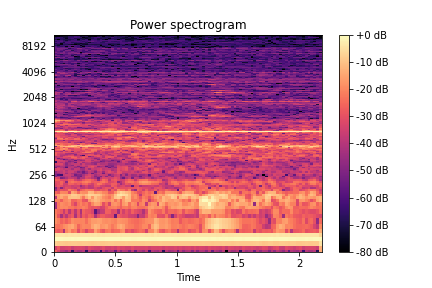 Power spectrogram
Hz
8192
4096
2048
1024
512
256
128
64
0
0
0.5
1
1.5
2
Time
+0 dB
-10 dB
-20 dB
-30 dB
-40 dB
-50 dB
-60 dB
-70 dB
-80 dB